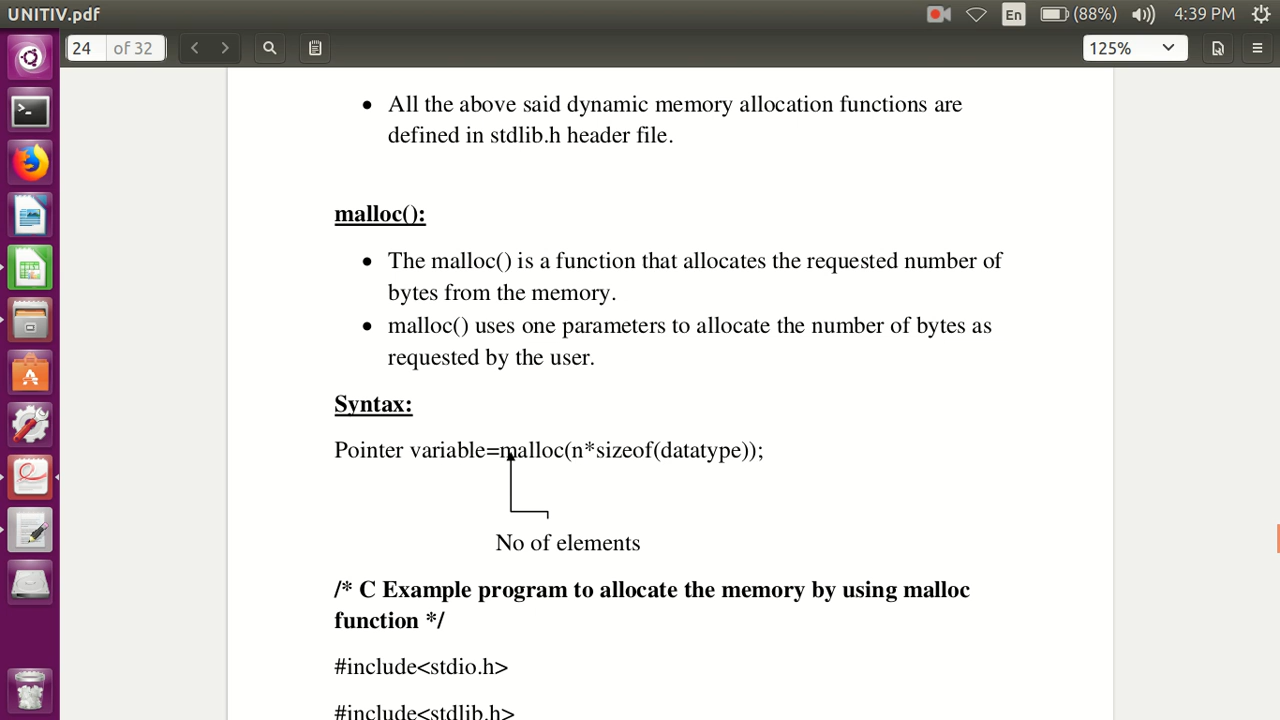 UNITIV.pdf
En
(88%)
4:39 PM
24
of 32
125%
• All the above said dynamic memory allocation functions are
defined in stdlib.h header file.
malloc():
• The malloc() is a function that allocates the requested number of
bytes from the memory.
• malloc() uses one parameters to allocate the number of bytes as
requested by the user.
Syntax:
Pointer variable=malloc(n*sizeof(datatype));
No of elements
/* C Example program to allocate the memory by using malloc
function */
#include<stdio.h>
#include<stdlib.h>